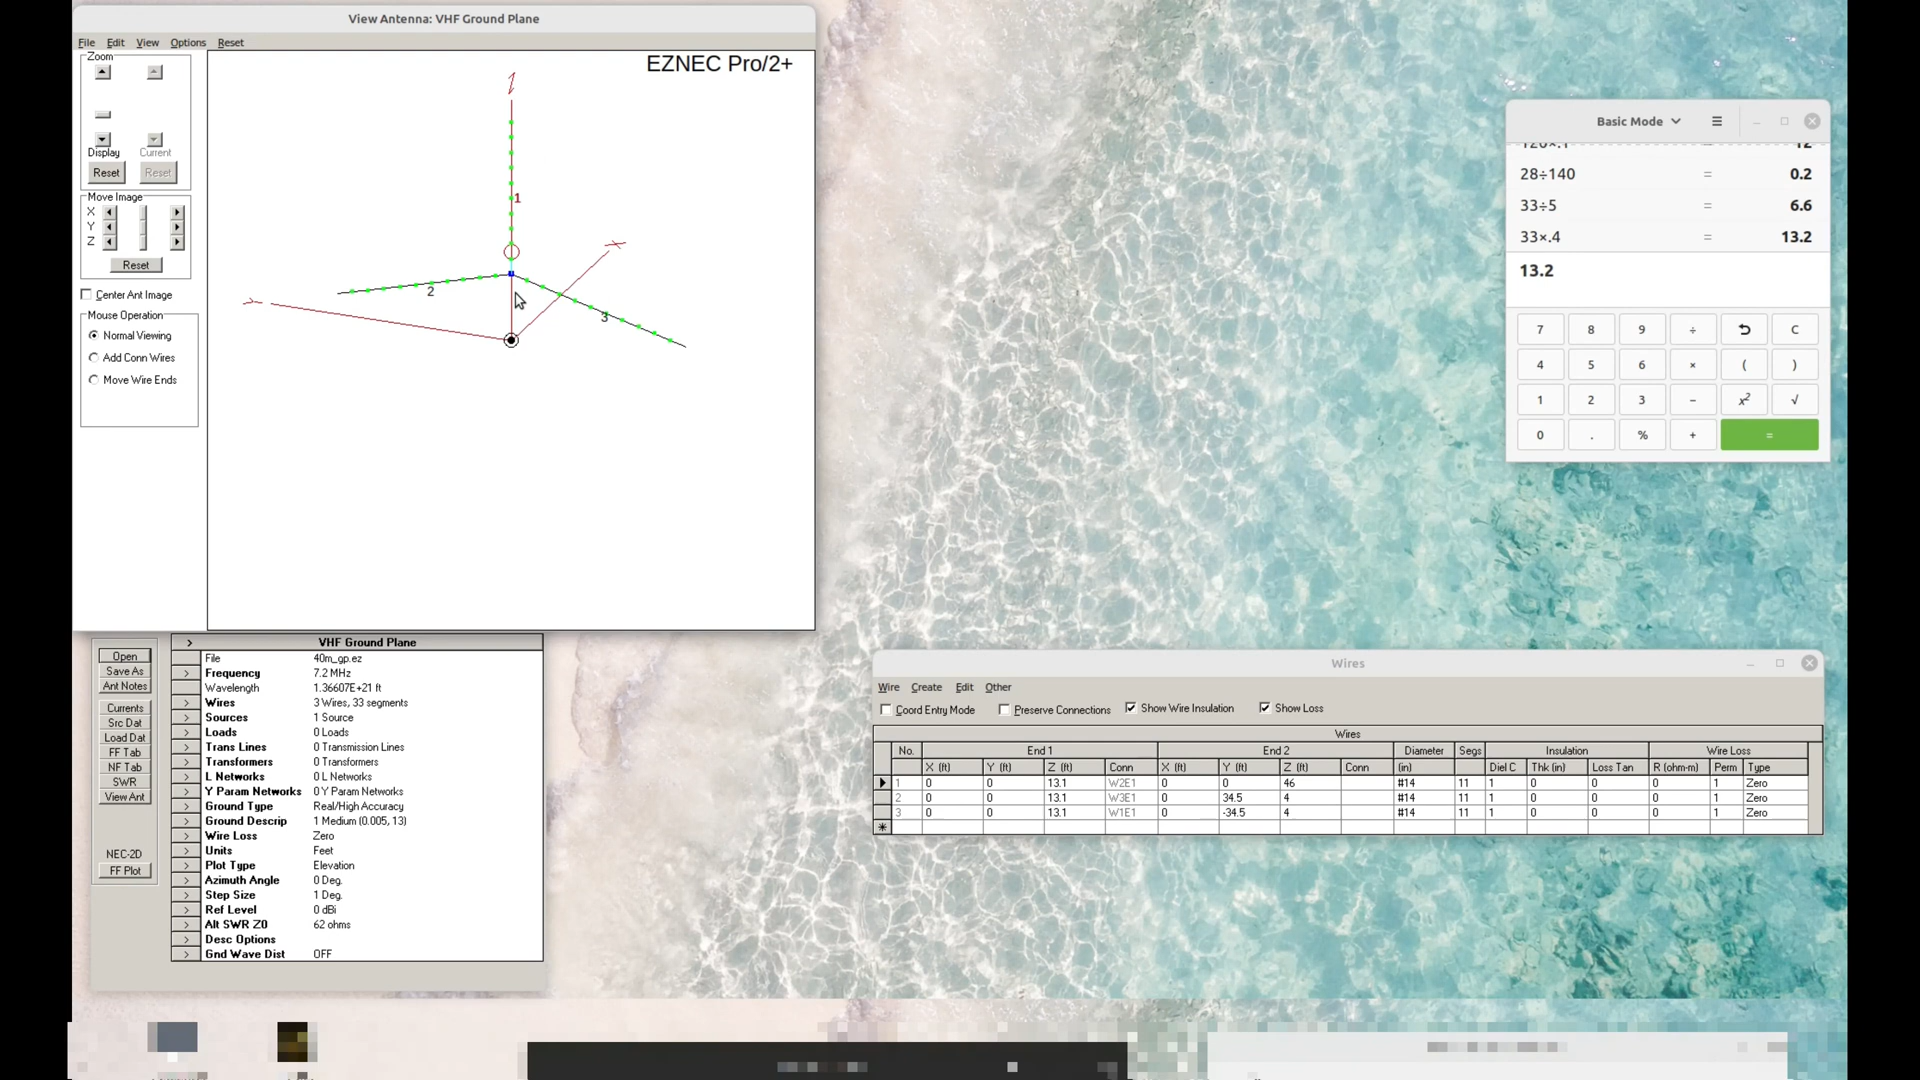 View Antenna: VHF Ground Plane
File Edit View Options Reset
EZNEC Pro/2+
Zoom
Display Current
Reset Reset
Move Image
X
Y
Z
Reset
Center Ant Image
Mouse Operation
Normal Viewing
Add Conn Wires
Move Wire Ends
1
2
3
Basic Mode
28÷140 = 0.2
33÷5 = 6.6
33×.4 = 13.2
13.2
7 8 9 ÷ C
4 5 6 × ( )
1 2 3 − x² √
0 . % + =
Open
Save As
Ant Notes
Currents
Src Dat
Load Dat
FF Tab
NF Tab
SWR
View Ant
NEC-2D
FF Plot
> VHF Ground Plane
File 40m_gp.ez
> Frequency 7.2 MHz
Wavelength 1.36607E+21 ft
> Wires 3 Wires, 33 segments
> Sources 1 Source
> Loads 0 Loads
> Trans Lines 0 Transmission Lines
> Transformers 0 Transformers
> L Networks 0 L Networks
> Y Param Networks 0 Y Param Networks
> Ground Type Real/High Accuracy
> Ground Descrip 1 Medium (0.005, 13)
> Wire Loss Zero
> Units Feet
> Plot Type Elevation
> Azimuth Angle 0 Deg.
> Step Size 1 Deg.
> Ref Level 0 dBi
> Alt SWR Z0 62 ohms
> Desc Options
> Gnd Wave Dist OFF
Wires
Wire Create Edit Other
Coord Entry Mode Preserve Connections Show Wire Insulation Show Loss
Wires
No. End 1 End 2 Diameter Segs Insulation Wire Loss
X (ft) Y (ft) Z (ft) Conn X (ft) Y (ft) Z (ft) Conn (in) Diel C Thk (in) Loss Tan R (ohm-m) Perm Type
1 0 0 13.1 W2E1 0 0 46 #14 11 1 0 0 0 1 Zero
2 0 0 13.1 W3E1 0 34.5 4 #14 11 1 0 0 0 1 Zero
3 0 0 13.1 W1E1 0 -34.5 4 #14 11 1 0 0 0 1 Zero